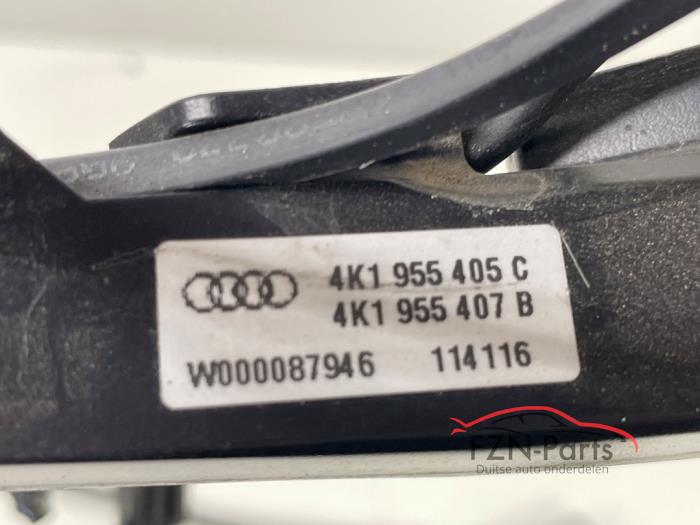 4K1 955 405 C
4K1 955 407 B
W000087946 114116
FZN-Parts
Duitse auto onderdelen